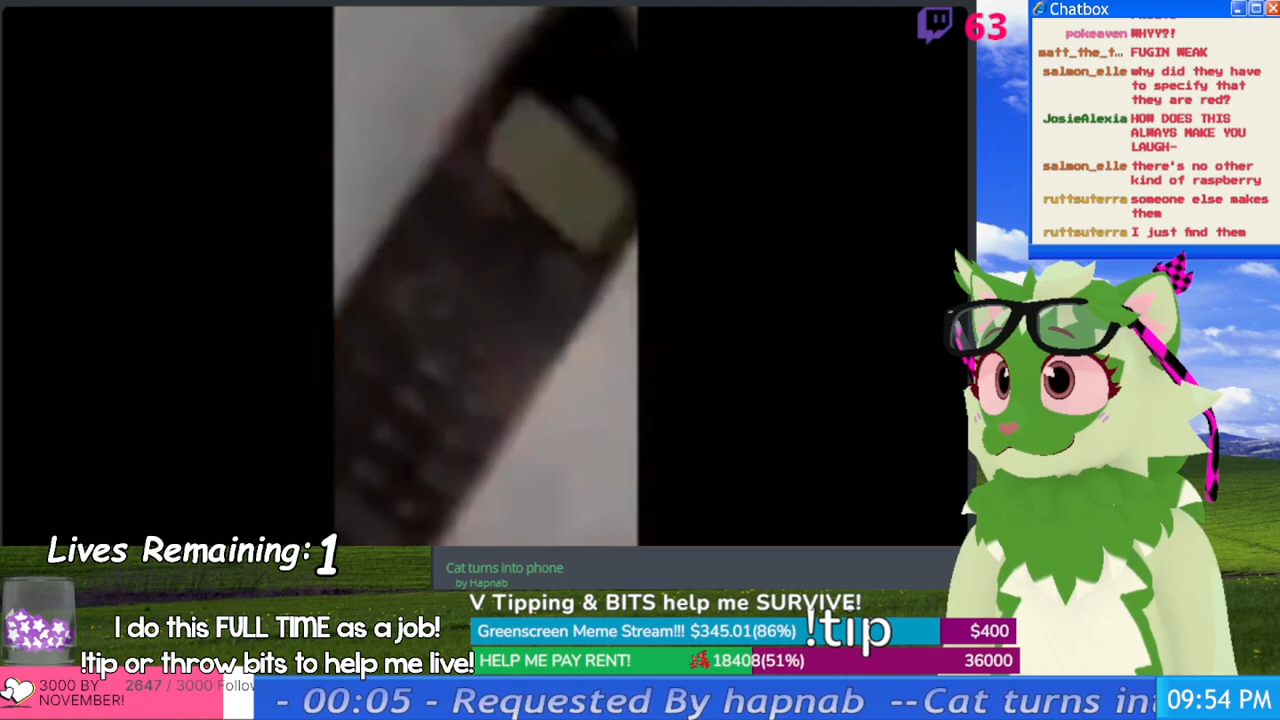 63
Chatbox
pokeaven WHYY?!
matt_the_t… FUGIN WEAK
salmon_elle why did they have
to specify that
they are red?
JosieAlexia HOW DOES THIS
ALWAYS MAKE YOU
LAUGH-
salmon_elle there's no other
kind of raspberry
ruttsuterra someone else makes
them
ruttsuterra I just find them
Lives Remaining: 1
Cat turns into phone
by Hapnab
V Tipping & BITS help me SURVIVE!
Greenscreen Meme Stream!!! $345.01(86%) $400
!tip
HELP ME PAY RENT! 18408(51%) 36000
I do this FULL TIME as a job!
!tip or throw bits to help me live!
3000 BY
NOVEMBER!
2647 / 3000 Follow
- 00:05 - Requested By hapnab --Cat turns int
09:54 PM